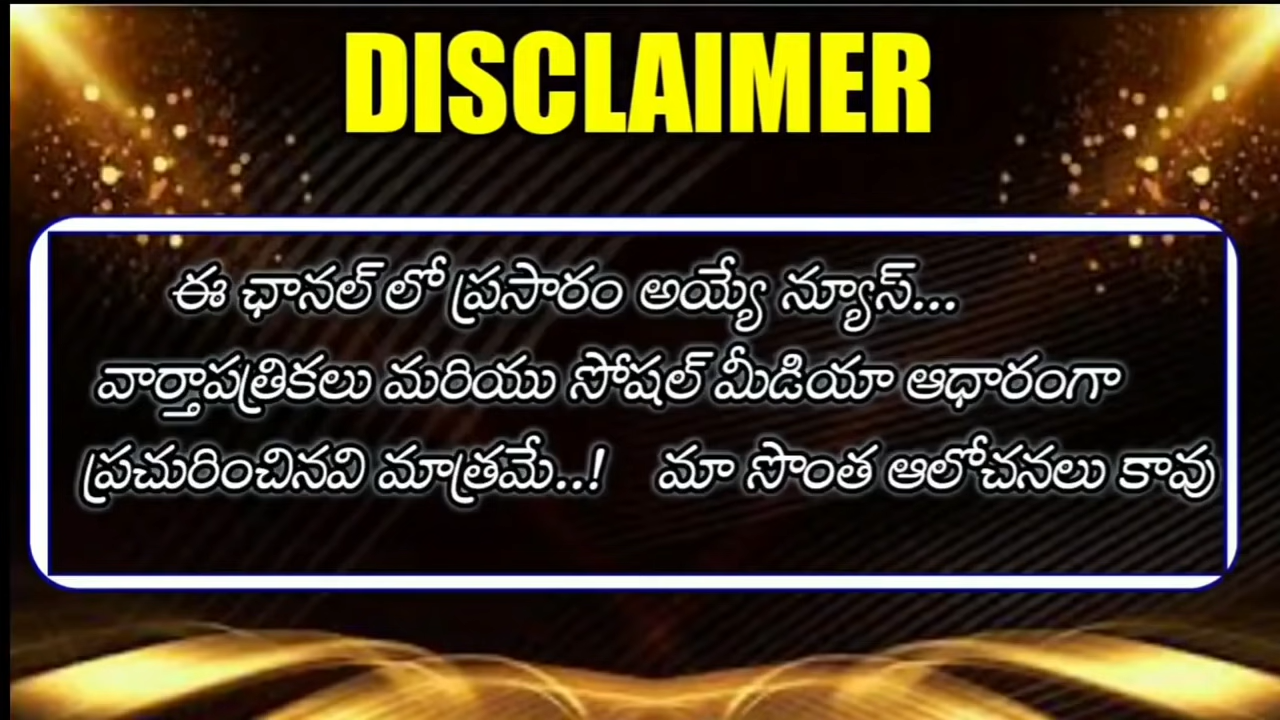 DISCLAIMER
ఈ ఛానల్ లో ప్రసారం అయ్యే న్యూస్...
వార్తాపత్రికలు మరియు సోషల్ మీడియా ఆధారంగా
ప్రచురించినవి మాత్రమే..! మా సొంత ఆలోచనలు కావు